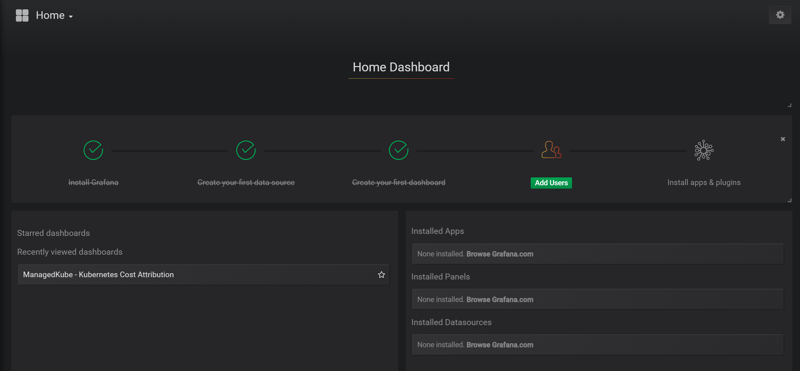 Home
Home Dashboard
Install Grafana
Create your first data source
Create your first dashboard
Add Users
Install apps & plugins
Starred dashboards
Recently viewed dashboards
ManagedKube - Kubernetes Cost Attribution
Installed Apps
None installed. Browse Grafana.com
Installed Panels
None installed. Browse Grafana.com
Installed Datasources
None installed. Browse Grafana.com